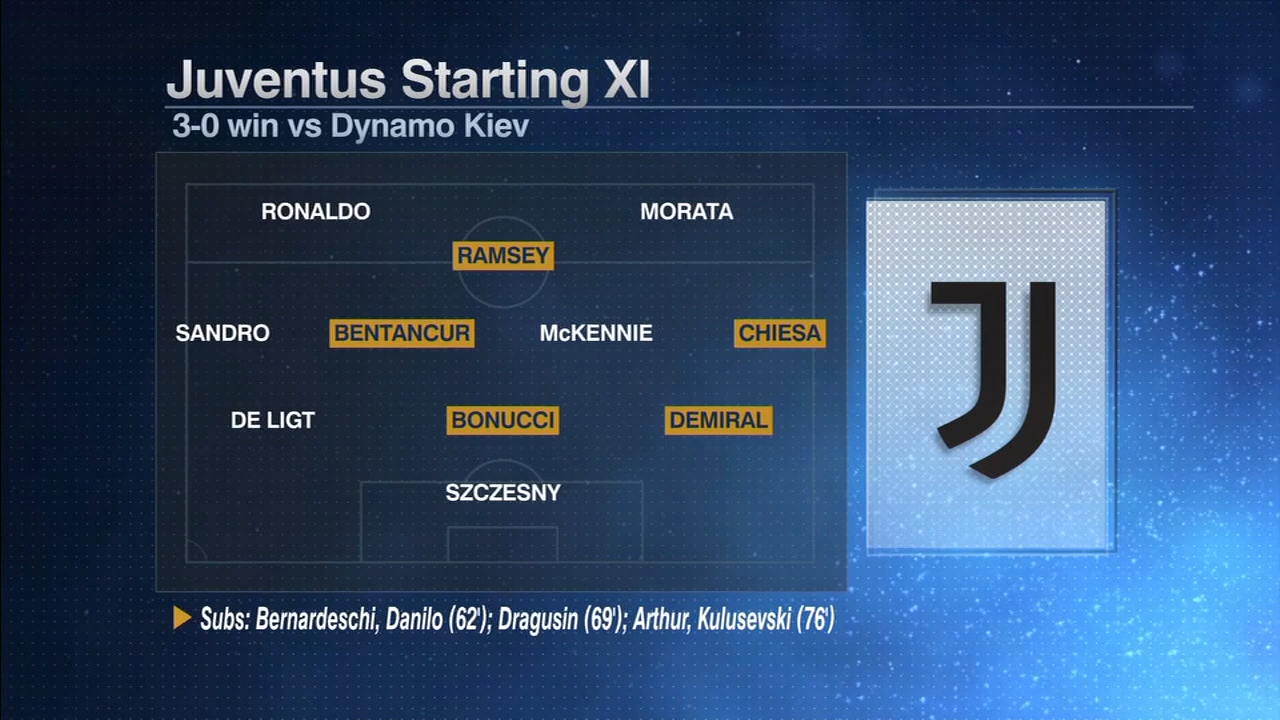 Juventus Starting XI
3-0 win vs Dynamo Kiev
RONALDO MORATA
RAMSEY
SANDRO BENTANCUR McKENNIE CHIESA
DE LIGT BONUCCI DEMIRAL
SZCZESNY
Subs: Bernardeschi, Danilo (62'); Dragusin (69'); Arthur, Kulusevski (76')